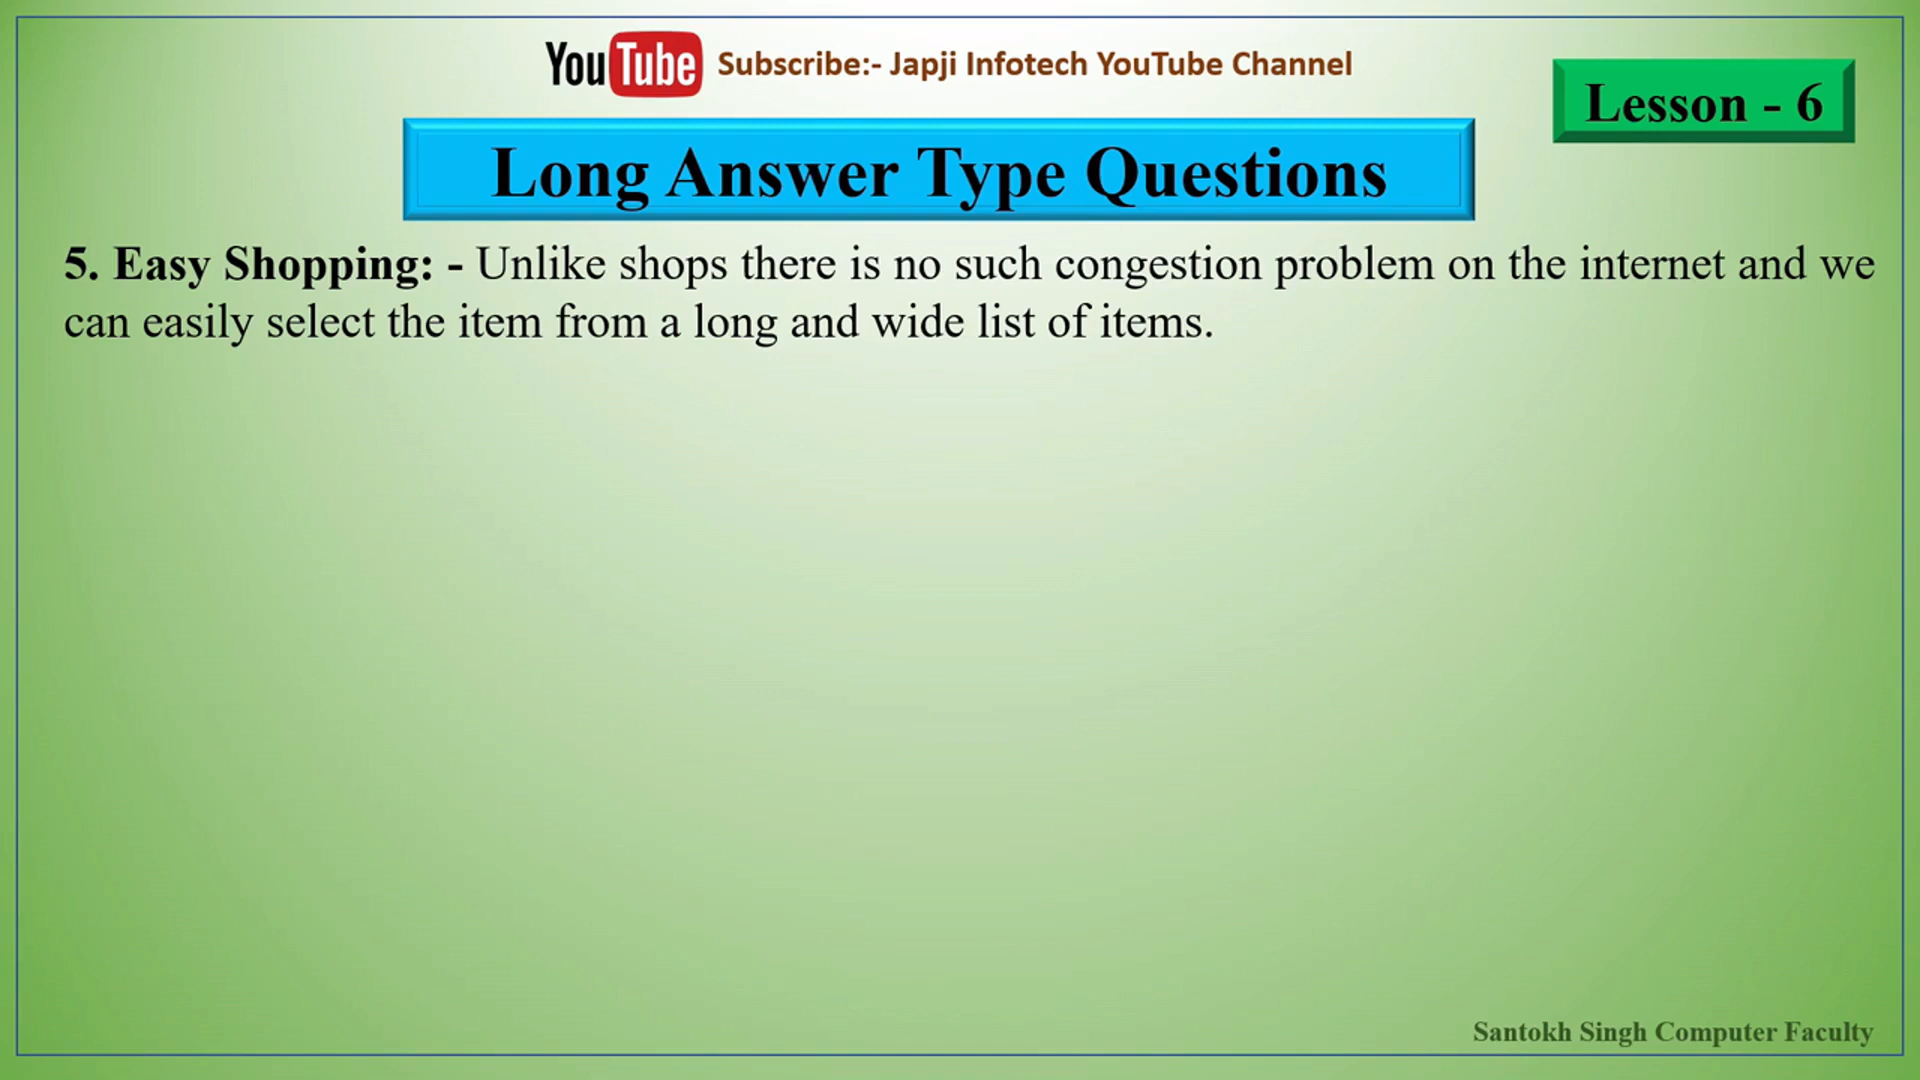 YouTube Subscribe:- Japji Infotech YouTube Channel
Lesson - 6
Long Answer Type Questions
5. Easy Shopping: - Unlike shops there is no such congestion problem on the internet and we
can easily select the item from a long and wide list of items.
Santokh Singh Computer Faculty